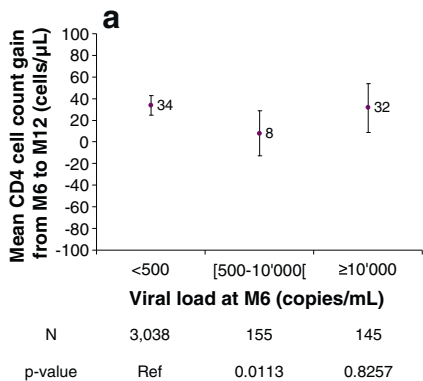 a
Mean CD4 cell count gain
from M6 to M12 (cells/µL)
100
80
60
40
20
0
-20
-40
-60
-80
-100
34
8
32
<500 [500-10'000[ ≥10'000
Viral load at M6 (copies/mL)
N 3,038 155 145
p-value Ref 0.0113 0.8257